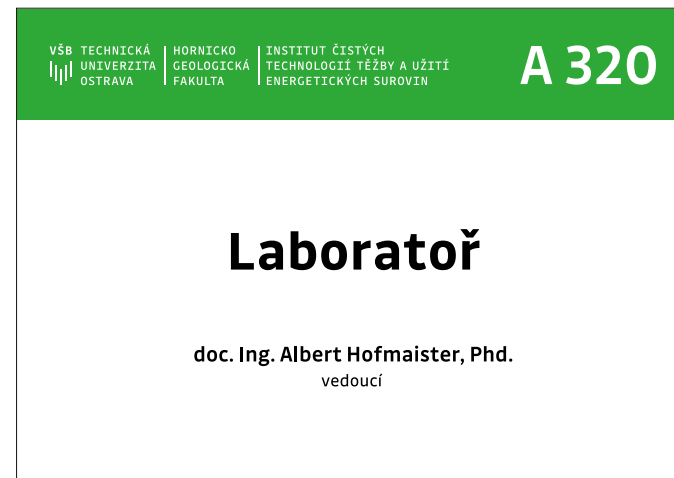 VŠB TECHNICKÁ UNIVERZITA OSTRAVA
HORNICKO GEOLOGICKÁ FAKULTA
INSTITUT ČISTÝCH TECHNOLOGIÍ TĚŽBY A UŽITÍ ENERGETICKÝCH SUROVIN
A 320
Laboratoř
doc. Ing. Albert Hofmaister, Phd.
vedoucí